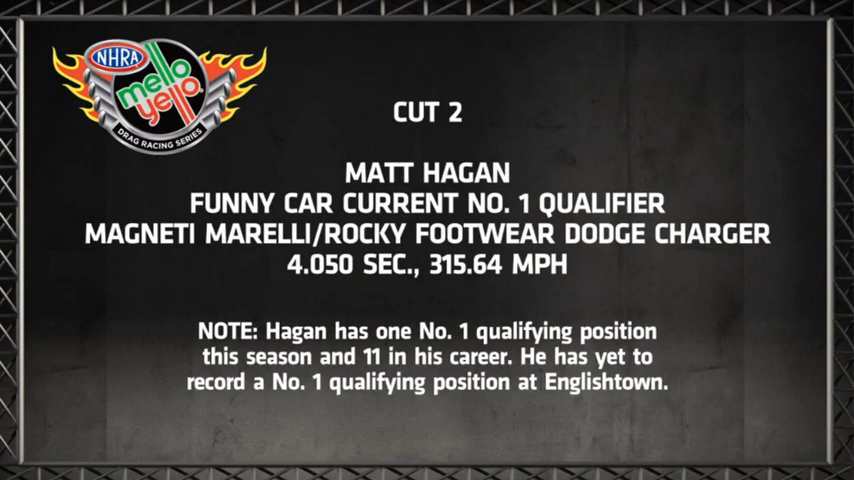 NHRA
mello
yello
DRAG RACING SERIES
CUT 2
MATT HAGAN
FUNNY CAR CURRENT NO. 1 QUALIFIER
MAGNETI MARELLI/ROCKY FOOTWEAR DODGE CHARGER
4.050 SEC., 315.64 MPH
NOTE: Hagan has one No. 1 qualifying position
this season and 11 in his career. He has yet to
record a No. 1 qualifying position at Englishtown.